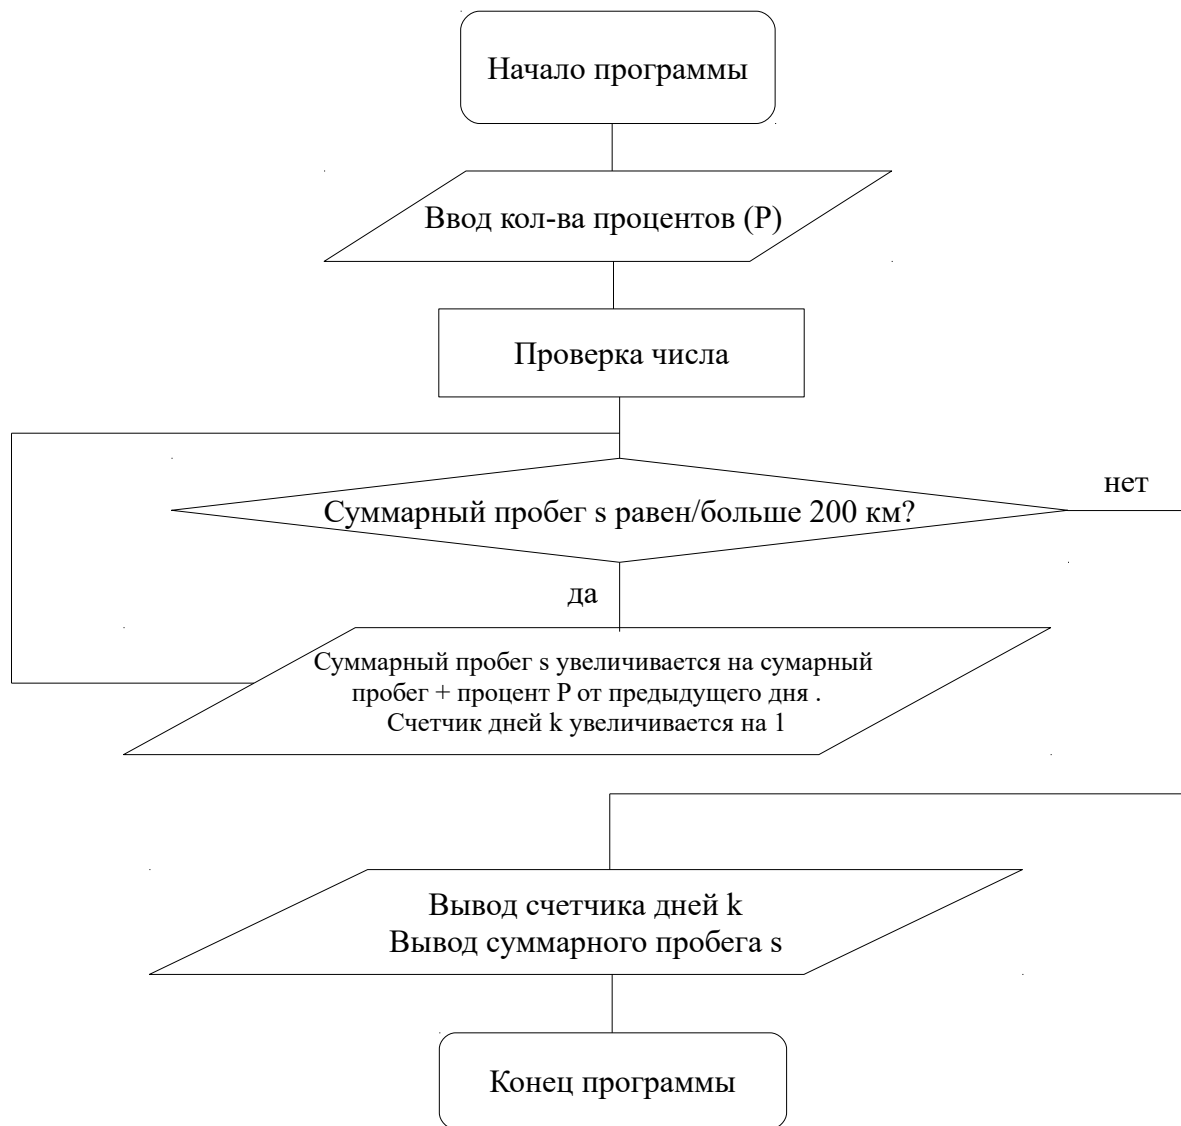 Начало программы
Ввод кол-ва процентов (P)
Проверка числа
нет
Суммарный пробег s равен/больше 200 км?
да
Суммарный пробег s увеличивается на сумарный
пробег + процент P от предыдущего дня .
Счетчик дней k увеличивается на 1
Вывод счетчика дней k
Вывод суммарного пробега s
Конец программы